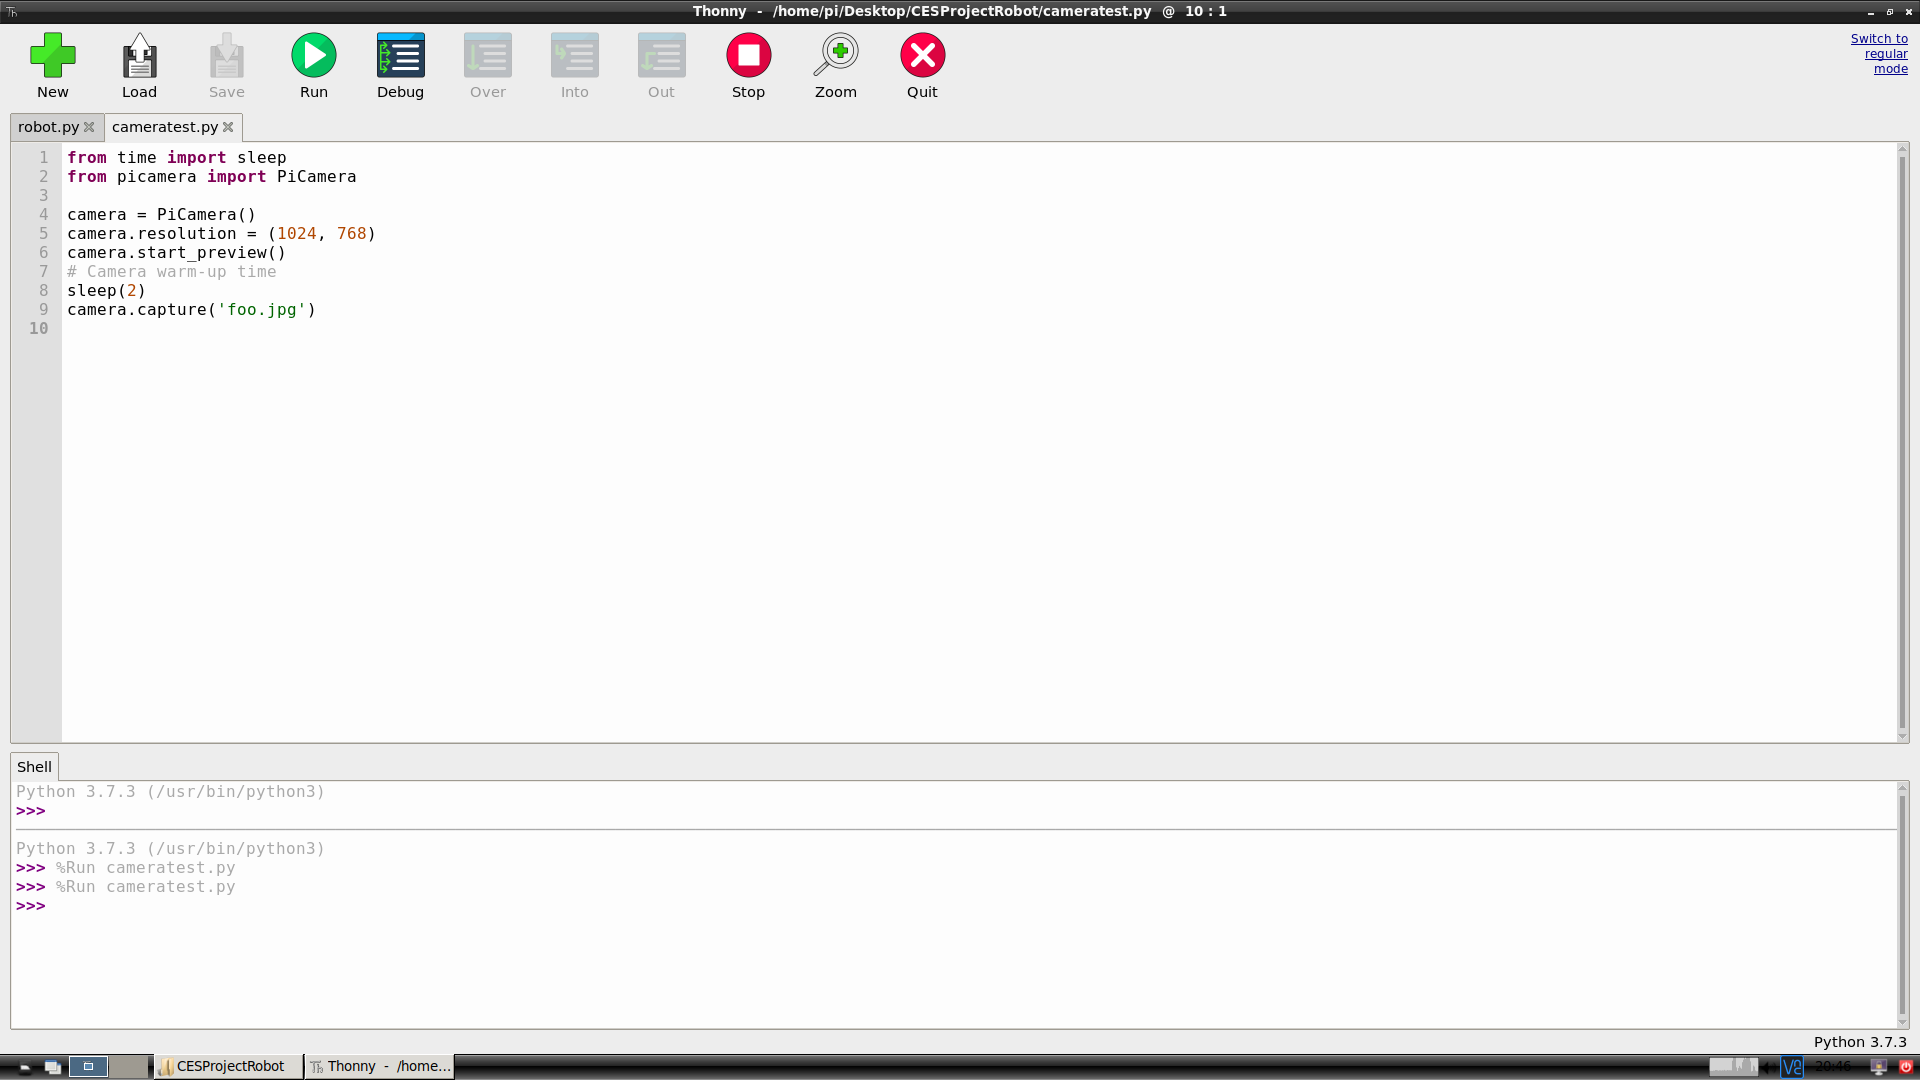 Thonny - /home/pi/Desktop/CESProjectRobot/cameratest.py @ 10 : 1
New
Load
Save
Run
Debug
Over
Into
Out
Stop
Zoom
Quit
Switch to
regular
mode
robot.py
cameratest.py
1 from time import sleep
2 from picamera import PiCamera
3
4 camera = PiCamera()
5 camera.resolution = (1024, 768)
6 camera.start_preview()
7 # Camera warm-up time
8 sleep(2)
9 camera.capture('foo.jpg')
10
Shell
Python 3.7.3 (/usr/bin/python3)
>>>
Python 3.7.3 (/usr/bin/python3)
>>> %Run cameratest.py
>>> %Run cameratest.py
>>>
Python 3.7.3
CESProjectRobot
Thonny - /home...
20:46